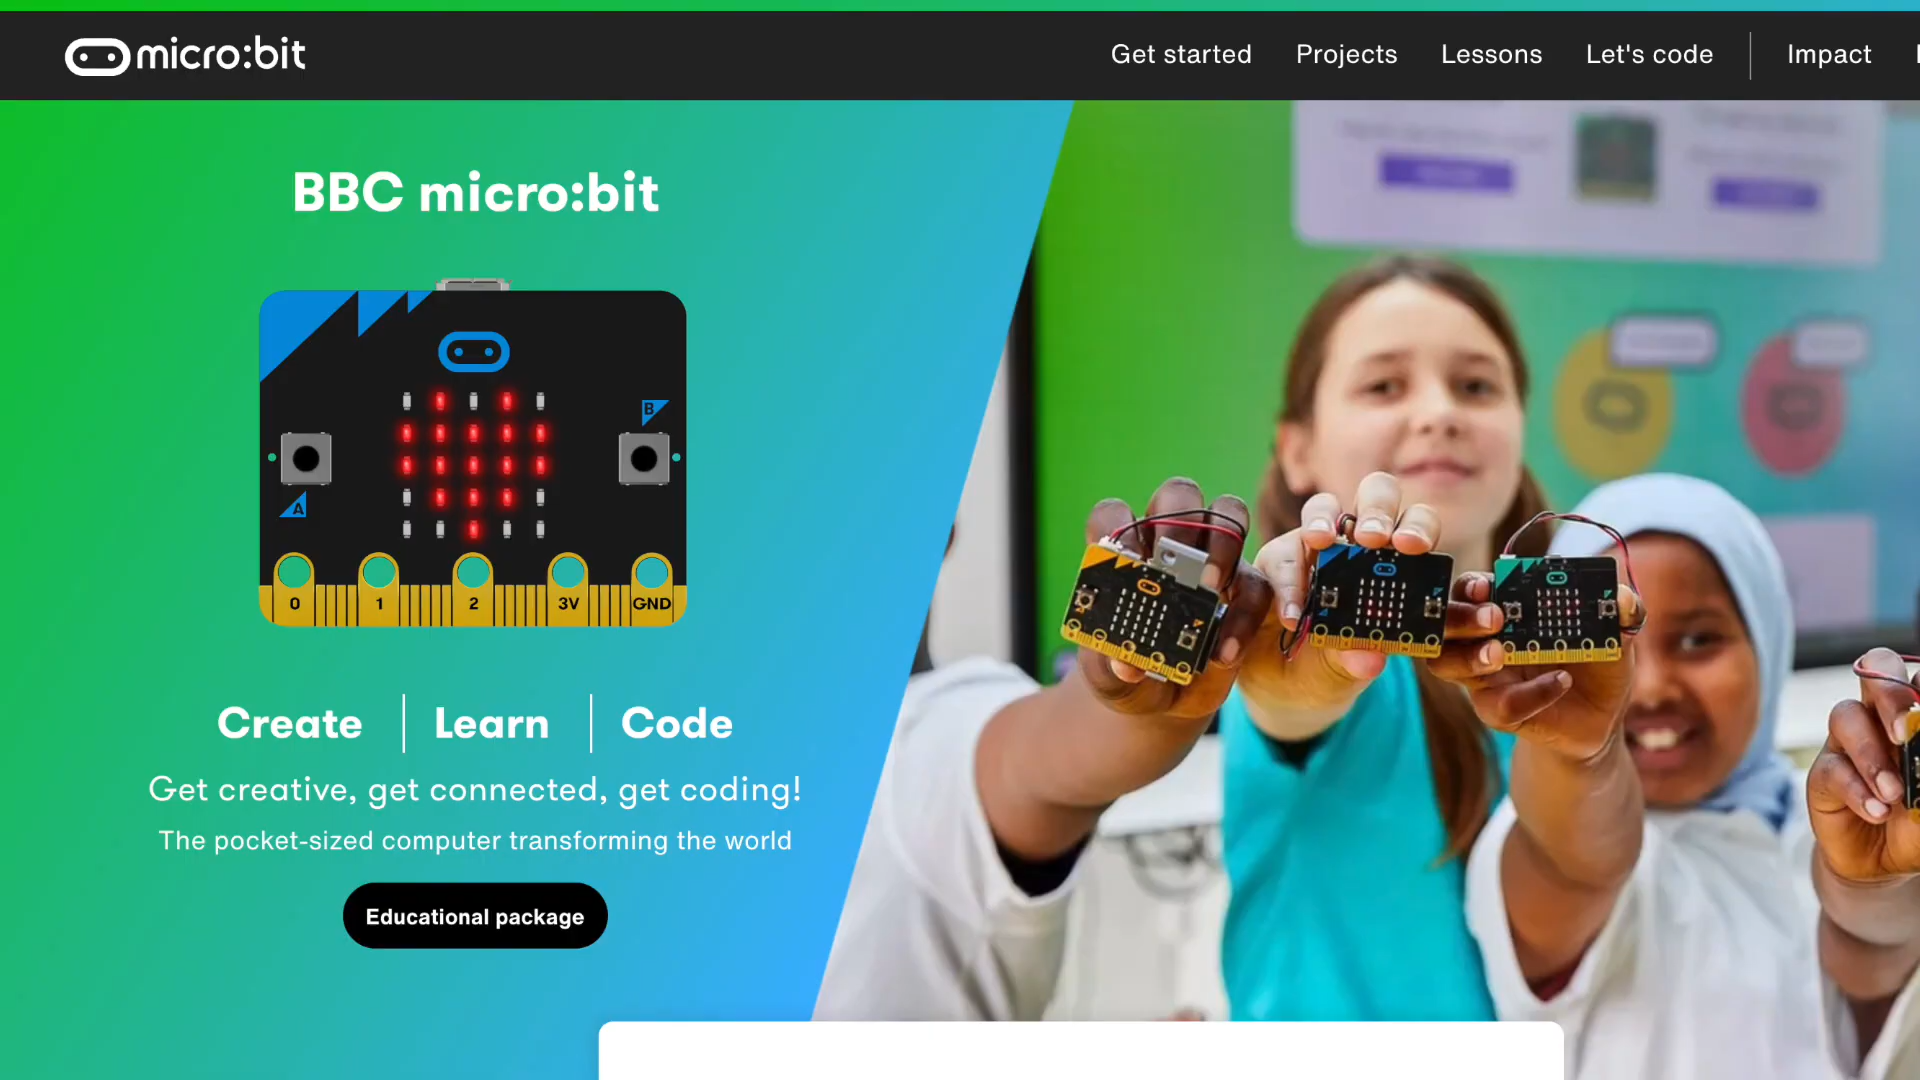 micro:bit
Get started
Projects
Lessons
Let's code
Impact
BBC micro:bit
B
A
0
1
2
3V
GND
Create
Learn
Code
Get creative, get connected, get coding!
The pocket-sized computer transforming the world
Educational package